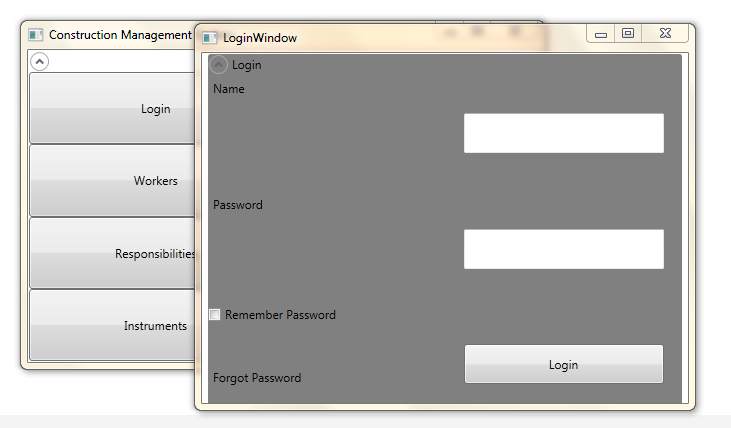 Construction Management
Login
Workers
Responsibilities
Instruments
LoginWindow
Login
Name
Password
Remember Password
Forgot Password
Login